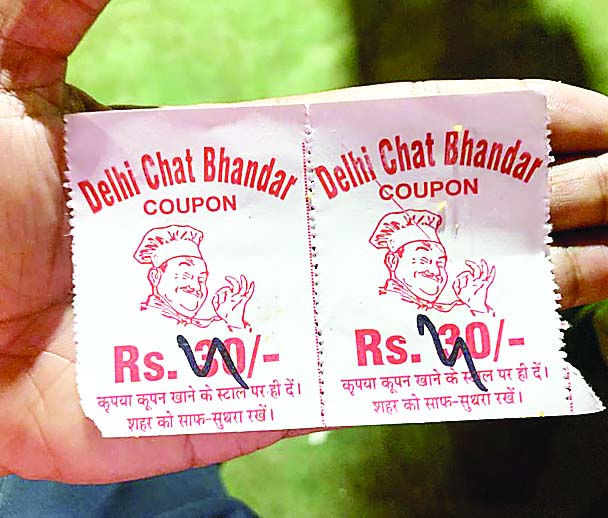 Delhi Chat Bhandar
COUPON
Rs. 30/-
कृपया कूपन खाने के स्टाल पर ही दें।
शहर को साफ-सुथरा रखें।
Delhi Chat Bhandar
COUPON
Rs. 30/-
कृपया कूपन खाने के स्टाल पर ही दें।
शहर को साफ-सुथरा रखें।